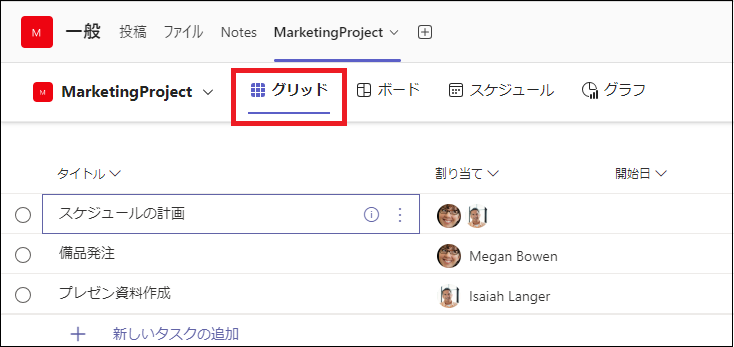 M 一般 投稿 ファイル Notes MarketingProject
M MarketingProject グリッド ボード スケジュール グラフ
タイトル 割り当て 開始日
スケジュールの計画
備品発注 Megan Bowen
プレゼン資料作成 Isaiah Langer
新しいタスクの追加